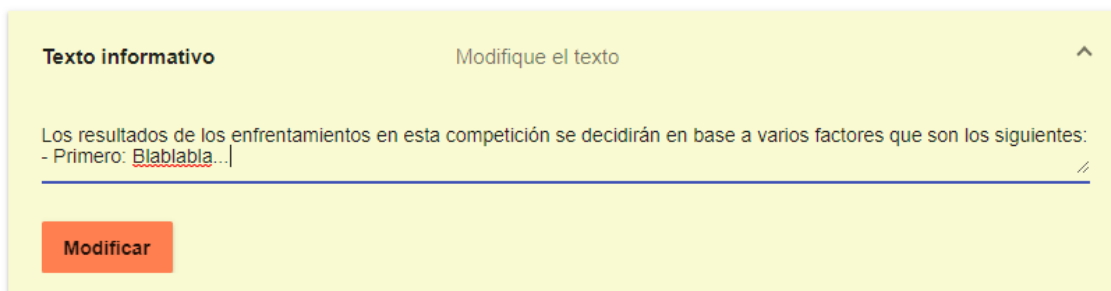 Texto informativo Modifique el texto
Los resultados de los enfrentamientos en esta competición se decidirán en base a varios factores que son los siguientes:
- Primero: Blablabla...
Modificar